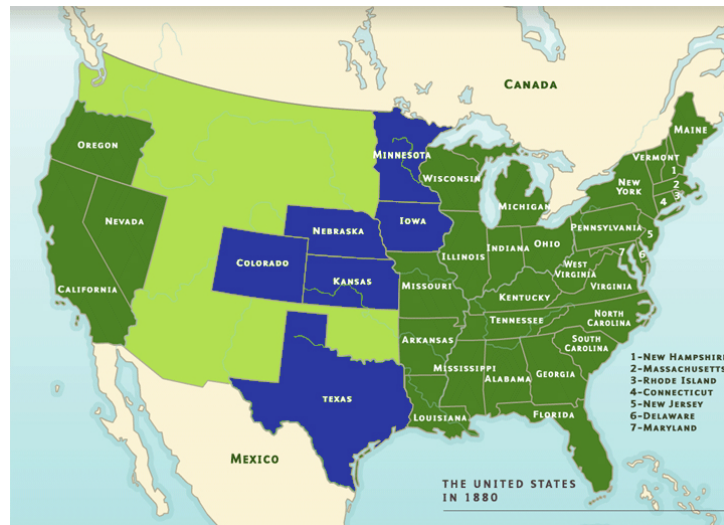 CANADA
MAINE
OREGON
MINNESOTA
VERMONT
1
WISCONSIN
2
NEW
YORK
3
MICHIGAN
4
NEVADA
IOWA
NEBRASKA
PENNSYLVANIA
5
OHIO
7
6
ILLINOIS
INDIANA
COLORADO
WEST
VIRGINIA
KANSAS
MISSOURI
VIRGINIA
CALIFORNIA
KENTUCKY
NORTH
CAROLINA
TENNESSEE
ARKANSAS
SOUTH
CAROLINA
1-NEW HAMPSHIRE
2-MASSACHUSETTS
3-RHODE ISLAND
4-CONNECTICUT
5-NEW JERSEY
6-DELAWARE
7-MARYLAND
MISSISSIPPI
ALABAMA
GEORGIA
TEXAS
LOUISIANA
FLORIDA
MEXICO
THE UNITED STATES
IN 1880